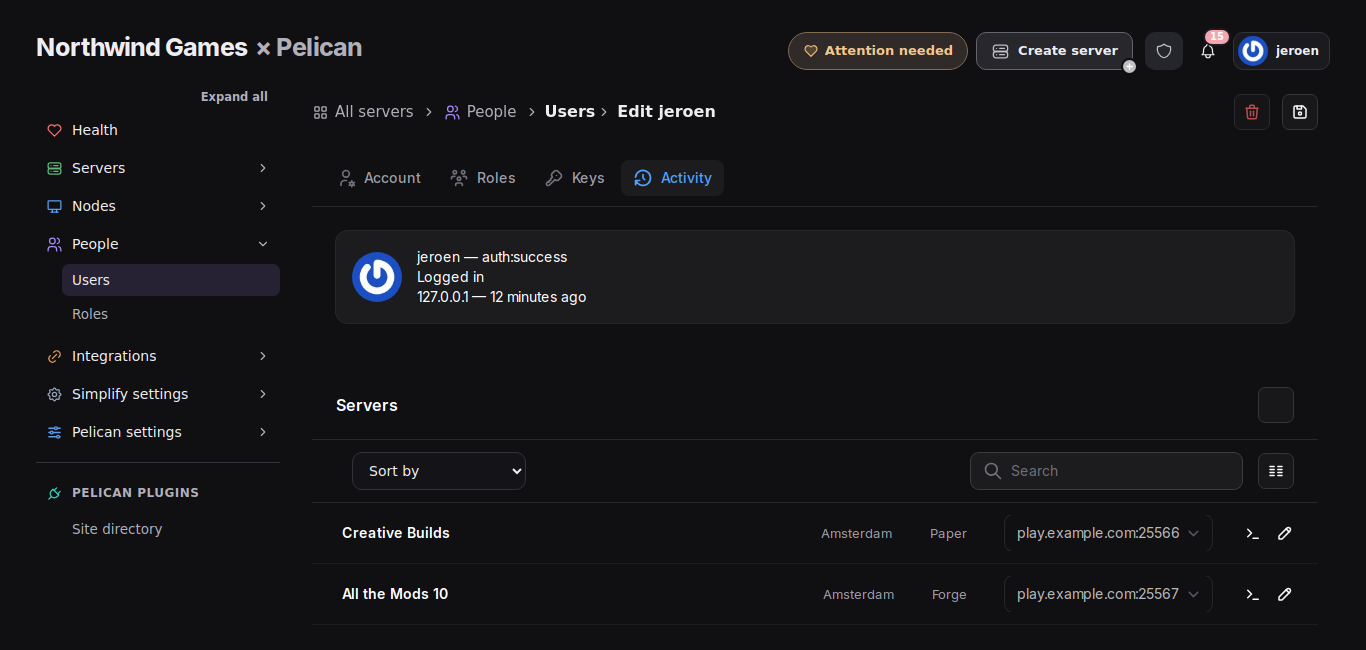 Northwind Games × Pelican
Attention needed
Create server
15
jeroen
Expand all
Health
Servers
Nodes
People
Users
Roles
Integrations
Simplify settings
Pelican settings
PELICAN PLUGINS
Site directory
All servers > People > Users > Edit jeroen
Account Roles Keys Activity
jeroen — auth:success
Logged in
127.0.0.1 — 12 minutes ago
Servers
Sort by
Search
Creative Builds Amsterdam Paper play.example.com:25566
All the Mods 10 Amsterdam Forge play.example.com:25567